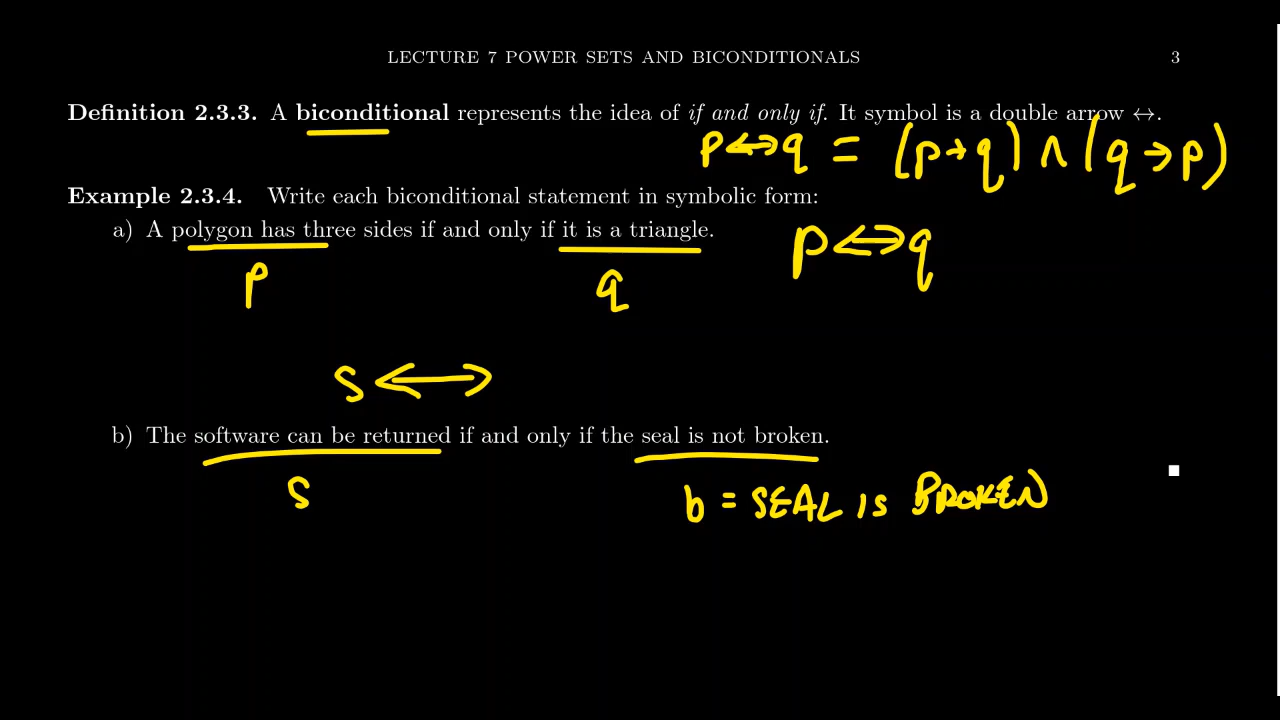 LECTURE 7 POWER SETS AND BICONDITIONALS 3
Definition 2.3.3. A biconditional represents the idea of if and only if. It symbol is a double arrow ↔.
p↔q = (p→q) ∧ (q→p)
Example 2.3.4. Write each biconditional statement in symbolic form:
a) A polygon has three sides if and only if it is a triangle. p↔q
p q
s↔
b) The software can be returned if and only if the seal is not broken.
s b = SEAL IS BROKEN